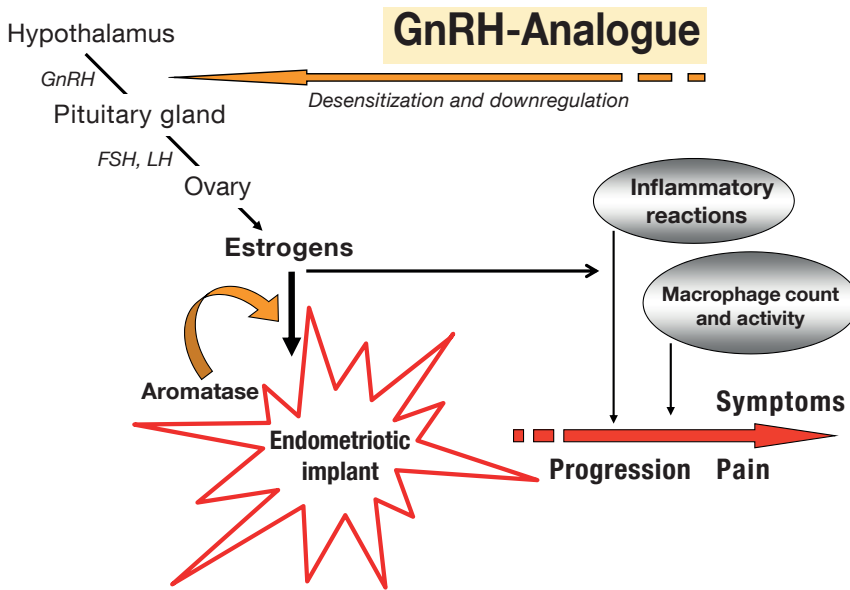 GnRH-Analogue
Hypothalamus
GnRH
Desensitization and downregulation
Pituitary gland
FSH, LH
Ovary
Estrogens
Inflammatory
reactions
Macrophage count
and activity
Aromatase
Endometriotic
implant
Symptoms
Progression Pain